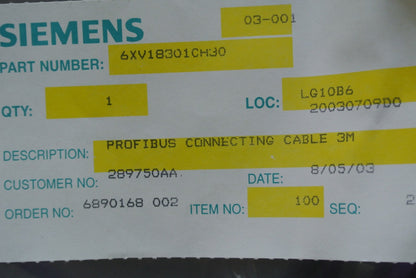 03-001
SIEMENS
PART NUMBER: 6XV18301CH30
QTY: 1 LOC: LG10B6
20030709D0
DESCRIPTION: PROFIBUS CONNECTING CABLE 3M
CUSTOMER NO: 289750AA DATE: 8/05/03
ORDER NO: 6890168 002 ITEM NO: 100 SEQ: 2